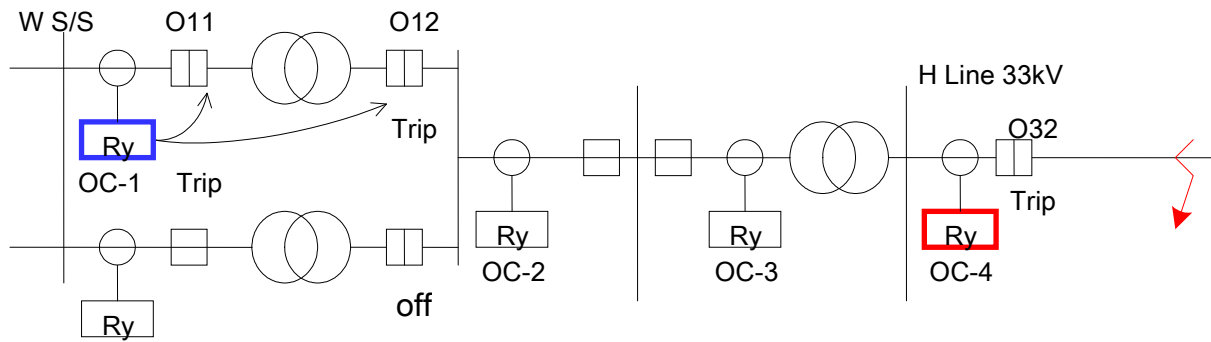 W S/S
O11
O12
H Line 33kV
O32
Ry
Trip
OC-1
Trip
Ry
OC-2
Ry
OC-3
Ry
OC-4
Trip
Ry
off